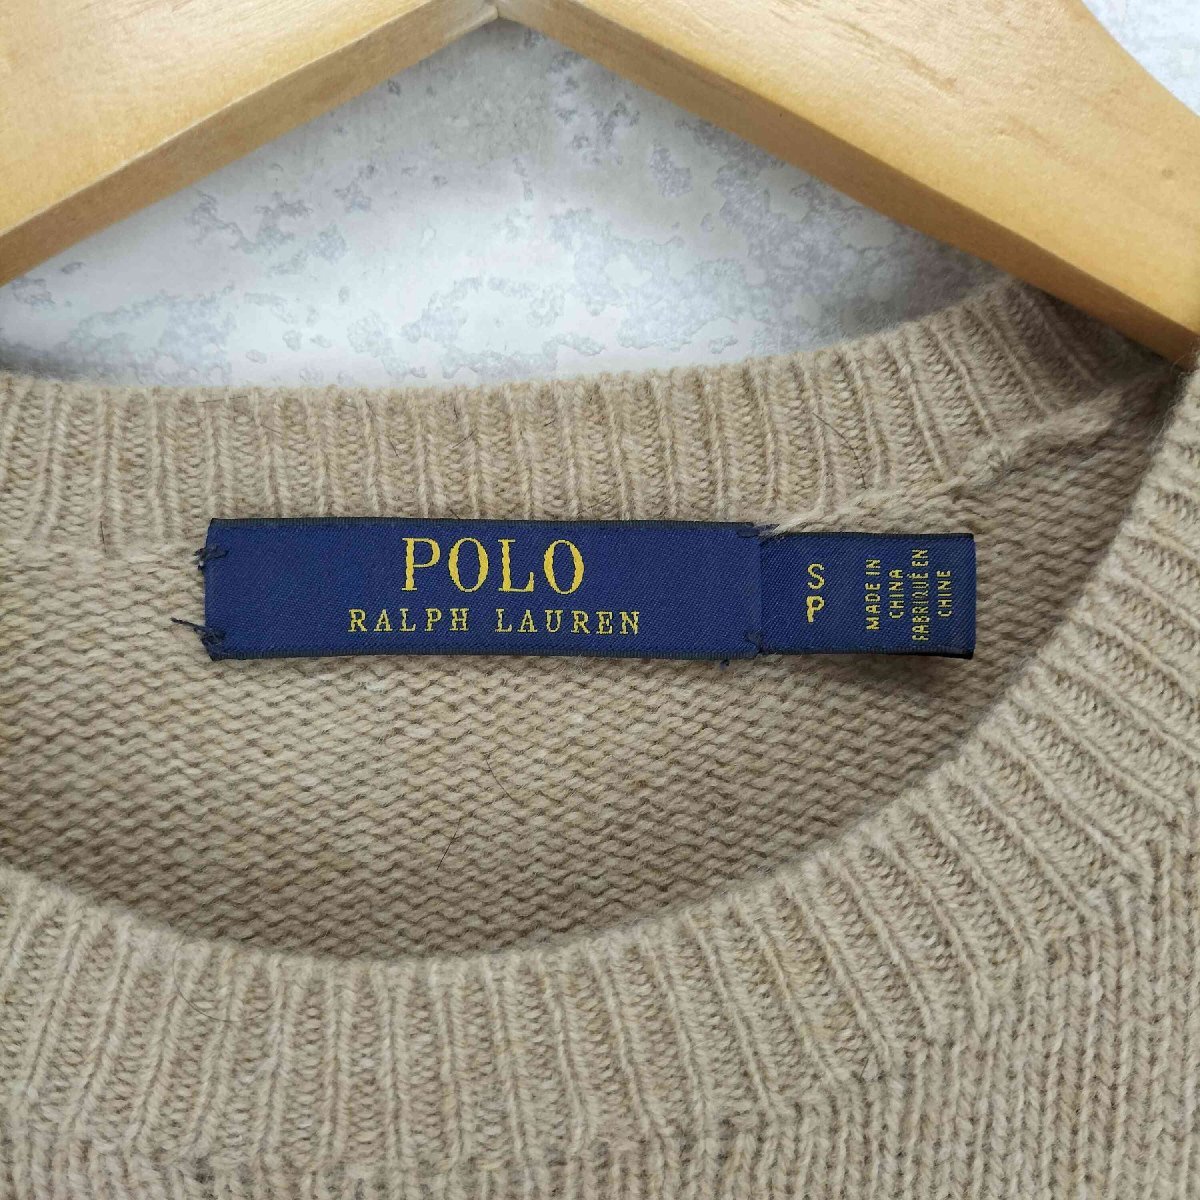 POLO
RALPH LAUREN
S
P
MADE IN
CHINA
FABRIQUÉ EN
CHINE